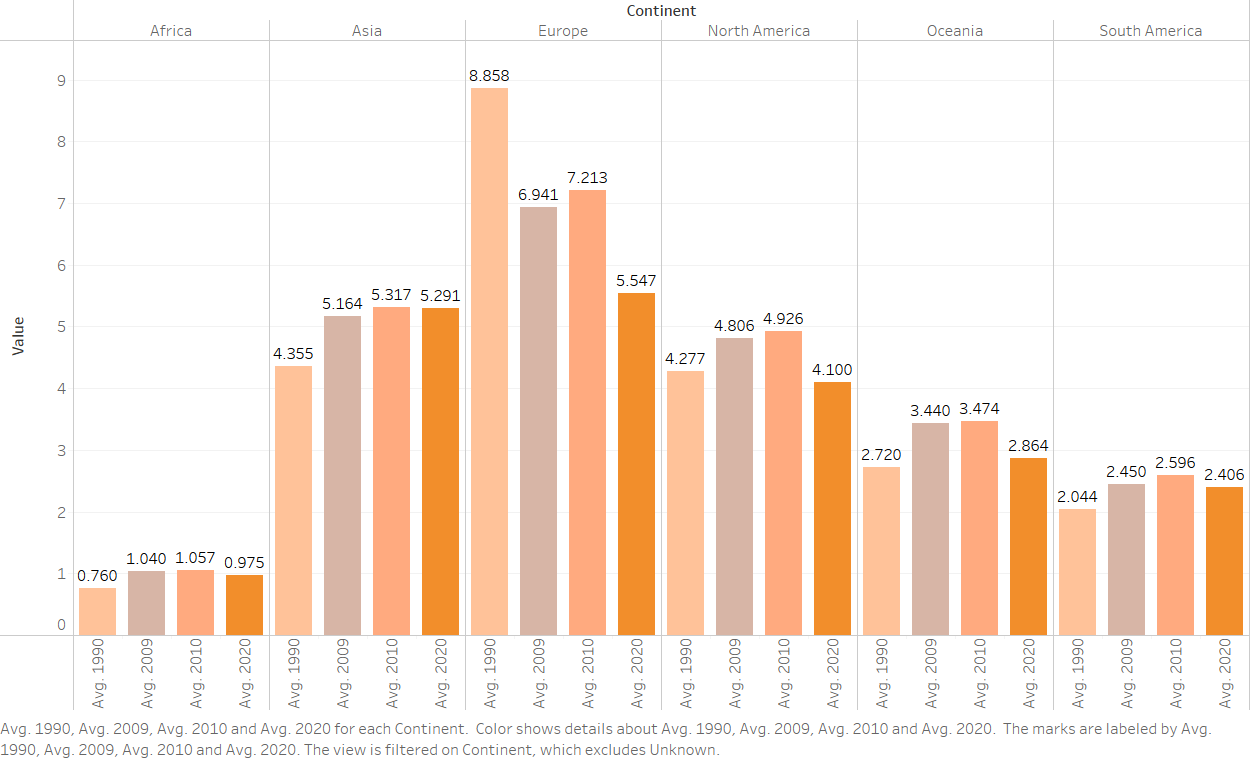 Continent
Africa Asia Europe North America Oceania South America
Value
9
8
7
6
5
4
3
2
1
0
0.760 1.040 1.057 0.975
4.355 5.164 5.317 5.291
8.858 6.941 7.213 5.547
4.277 4.806 4.926 4.100
2.720 3.440 3.474 2.864
2.044 2.450 2.596 2.406
Avg. 1990 Avg. 2009 Avg. 2010 Avg. 2020 Avg. 1990 Avg. 2009 Avg. 2010 Avg. 2020 Avg. 1990 Avg. 2009 Avg. 2010 Avg. 2020 Avg. 1990 Avg. 2009 Avg. 2010 Avg. 2020 Avg. 1990 Avg. 2009 Avg. 2010 Avg. 2020 Avg. 1990 Avg. 2009 Avg. 2010 Avg. 2020
Avg. 1990, Avg. 2009, Avg. 2010 and Avg. 2020 for each Continent.  Color shows details about Avg. 1990, Avg. 2009, Avg. 2010 and Avg. 2020.  The marks are labeled by Avg.
1990, Avg. 2009, Avg. 2010 and Avg. 2020. The view is filtered on Continent, which excludes Unknown.